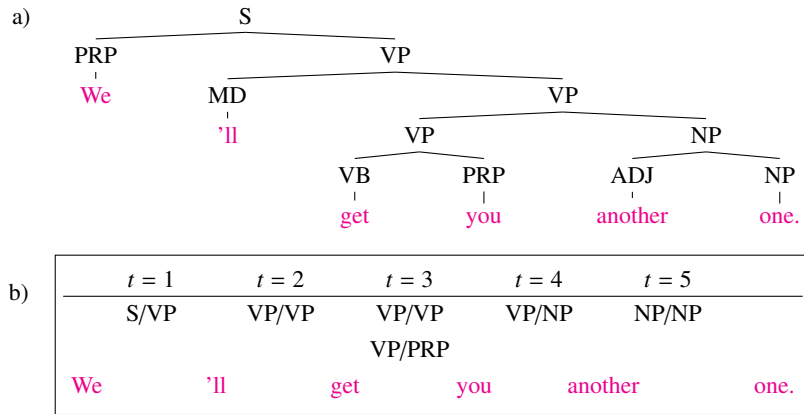 a) S
PRP VP
We MD VP
'll VP NP
VB PRP ADJ NP
get you another one.
b) t = 1 t = 2 t = 3 t = 4 t = 5
S/VP VP/VP VP/VP VP/NP NP/NP
VP/PRP
We 'll get you another one.